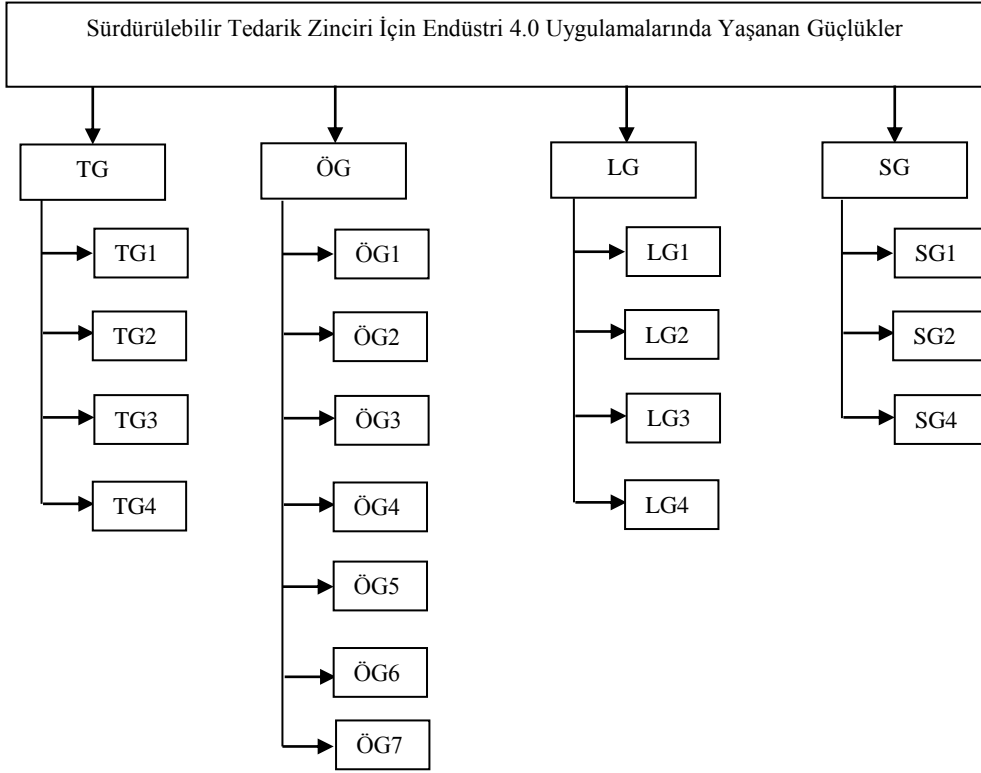 Sürdürülebilir Tedarik Zinciri İçin Endüstri 4.0 Uygulamalarında Yaşanan Güçlükler
TG
ÖG
LG
SG
TG1
TG2
TG3
TG4
ÖG1
ÖG2
ÖG3
ÖG4
ÖG5
ÖG6
ÖG7
LG1
LG2
LG3
LG4
SG1
SG2
SG4